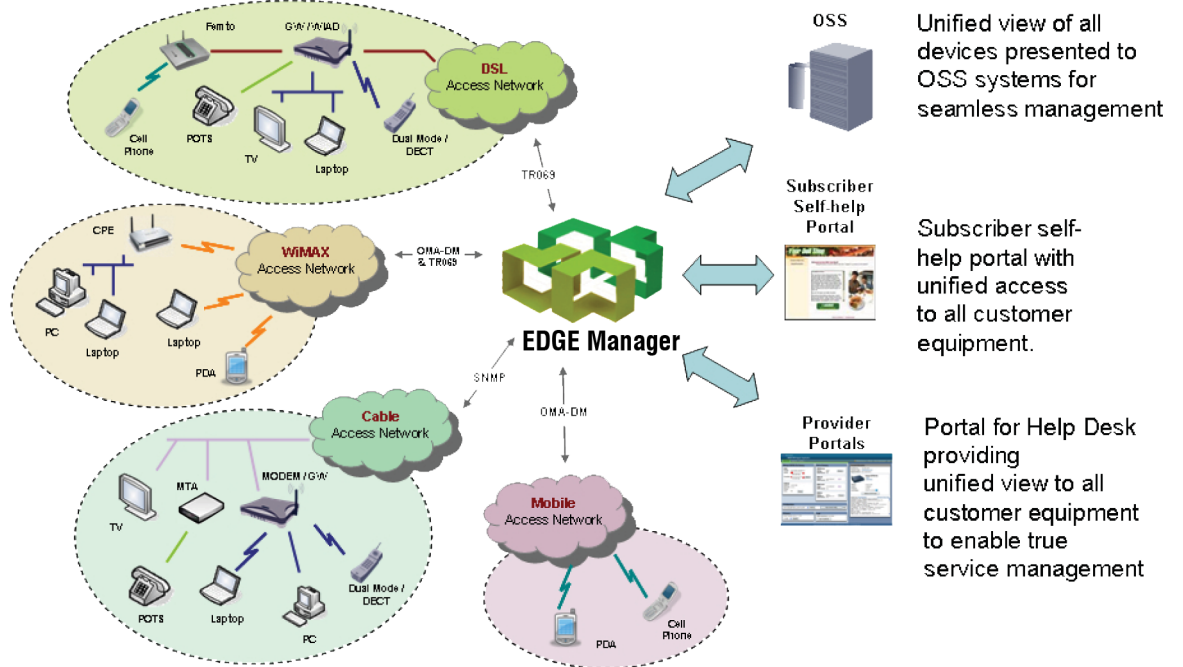 Femto
GW / WIAD
DSL
Access Network
Cell
Phone
POTS
TV
Laptop
Dual Mode /
DECT
TR069
CPE
WiMAX
Access Network
PC
Laptop
Laptop
PDA
OMA-DM
& TR069
EDGE Manager
SNMP
OMA-DM
Cable
Access Network
MTA
MODEM / GW
TV
POTS
Laptop
PC
Dual Mode /
DECT
Mobile
Access Network
PDA
Cell
Phone
OSS
Unified view of all
devices presented to
OSS systems for
seamless management
Subscriber
Self-help
Portal
Subscriber self-
help portal with
unified access
to all customer
equipment.
Provider
Portals
Portal for Help Desk
providing
unified view to all
customer equipment
to enable true
service management